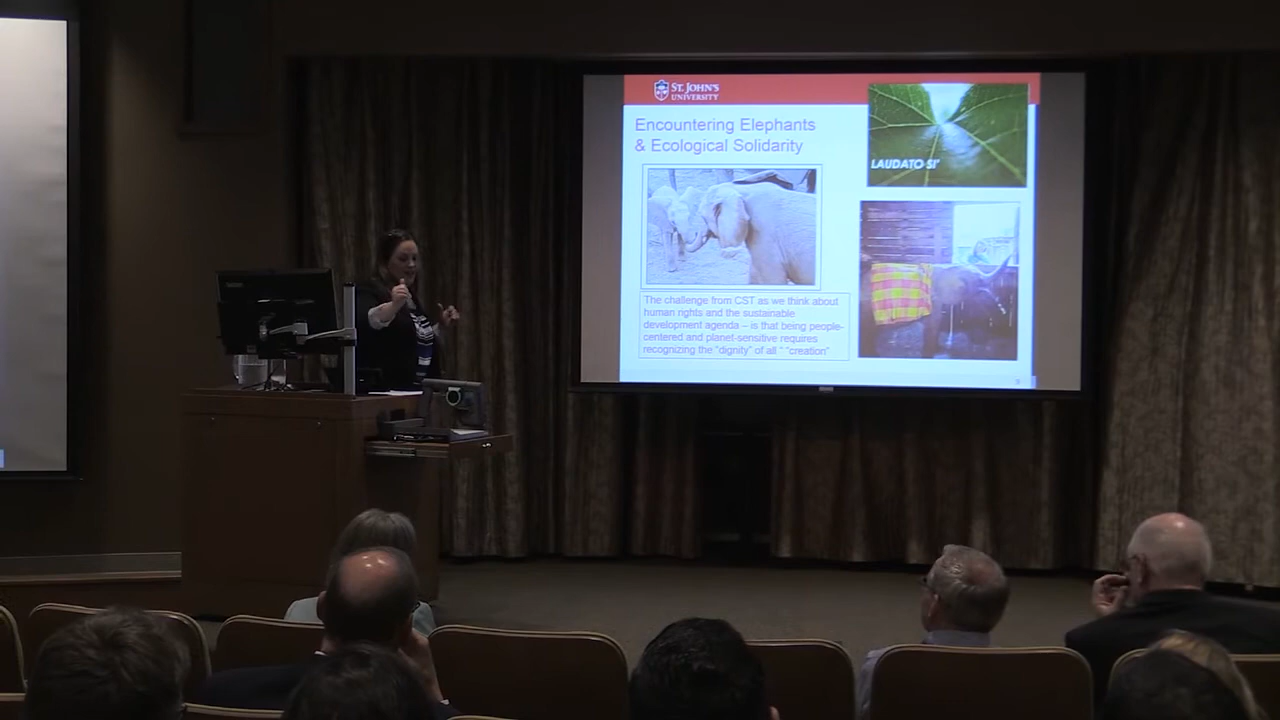 ST. JOHN'S
UNIVERSITY
Encountering Elephants
& Ecological Solidarity
LAUDATO SI'
The challenge from CST as we think about
human rights and the sustainable
development agenda – is that being people-
centered and planet-sensitive requires
recognizing the "dignity" of all " "creation"